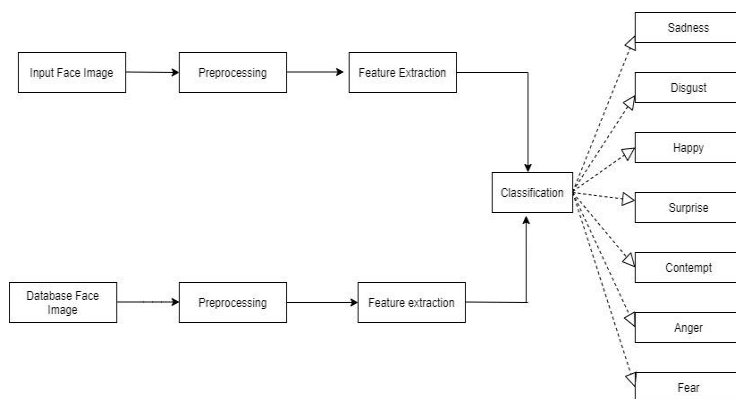 Input Face Image
Preprocessing
Feature Extraction
Classification
Database Face
Image
Preprocessing
Feature extraction
Sadness
Disgust
Happy
Surprise
Contempt
Anger
Fear